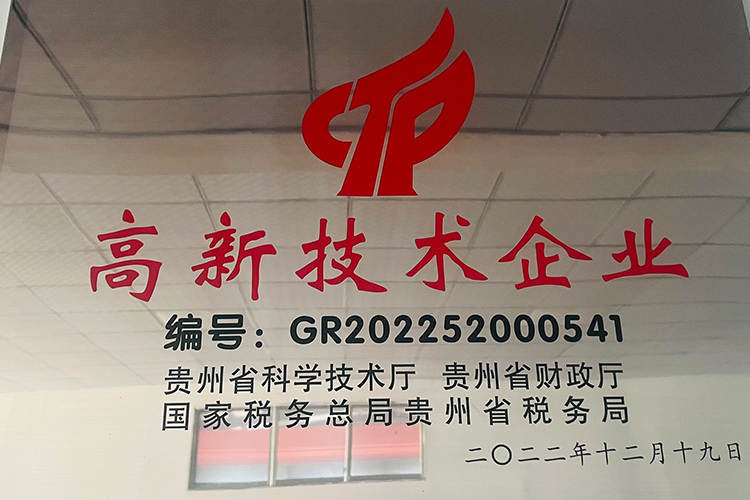 高新技术企业
编号：GR202252000541
贵州省科学技术厅 贵州省财政厅
国家税务总局贵州省税务局
二〇二二年十二月十九日